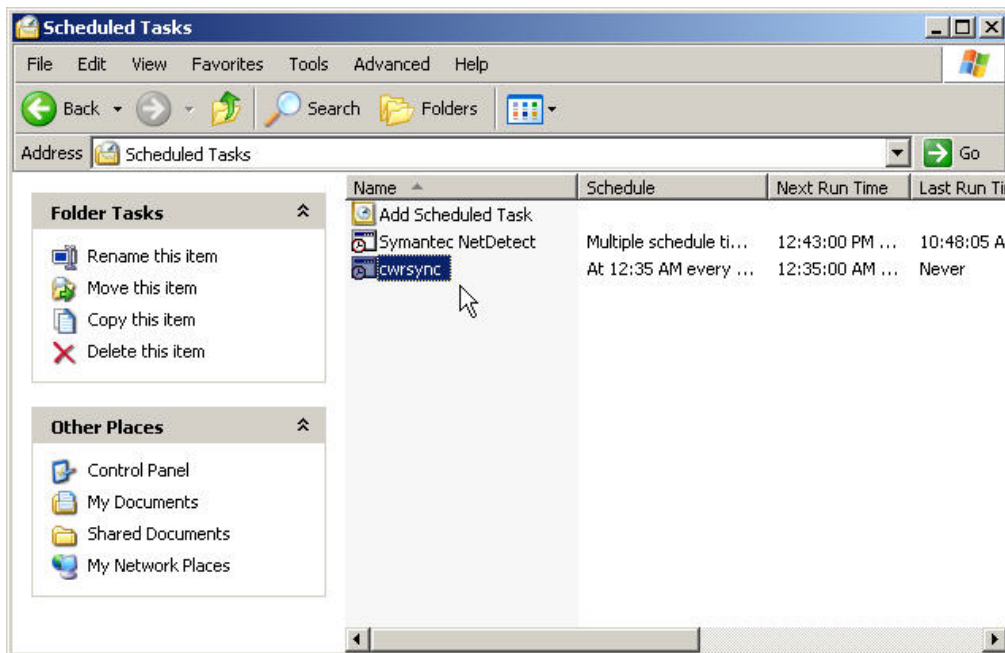 Scheduled Tasks
File Edit View Favorites Tools Advanced Help
Back Search Folders
Address Scheduled Tasks Go
Folder Tasks
Rename this item
Move this item
Copy this item
Delete this item
Other Places
Control Panel
My Documents
Shared Documents
My Network Places
Name Schedule Next Run Time Last Run Ti
Add Scheduled Task
Symantec NetDetect Multiple schedule ti... 12:43:00 PM ... 10:48:05 A
cwrsync At 12:35 AM every ... 12:35:00 AM ... Never